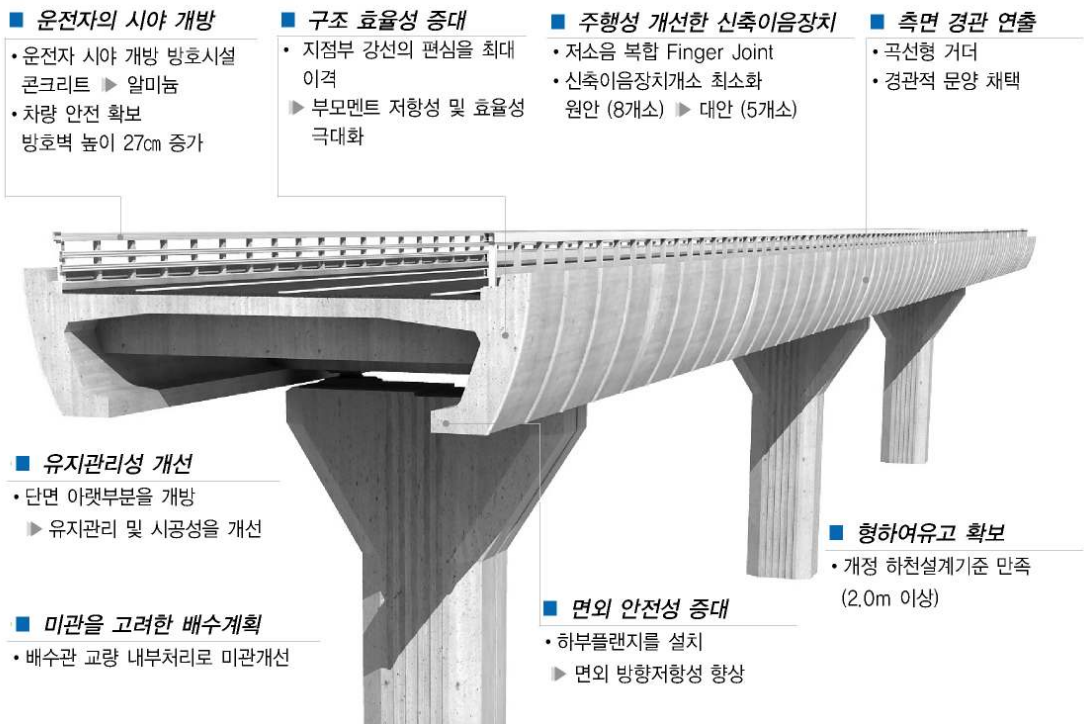 ■ 운전자의 시야 개방
• 운전자 시야 개방 방호시설
콘크리트 ▶ 알미늄
• 차량 안전 확보
방호벽 높이 27㎝ 증가
■ 구조 효율성 증대
• 지점부 강선의 편심을 최대
이격
▶ 부모멘트 저항성 및 효율성
극대화
■ 주행성 개선한 신축이음장치
• 저소음 복합 Finger Joint
• 신축이음장치개소 최소화
원안 (8개소) ▶ 대안 (5개소)
■ 측면 경관 연출
• 곡선형 거더
• 경관적 문양 채택
■ 유지관리성 개선
• 단면 아랫부분을 개방
▶ 유지관리 및 시공성을 개선
■ 미관을 고려한 배수계획
• 배수관 교량 내부처리로 미관개선
■ 면외 안전성 증대
• 하부플랜지를 설치
▶ 면외 방향저항성 향상
■ 형하여유고 확보
• 개정 하천설계기준 만족
(2.0m 이상)